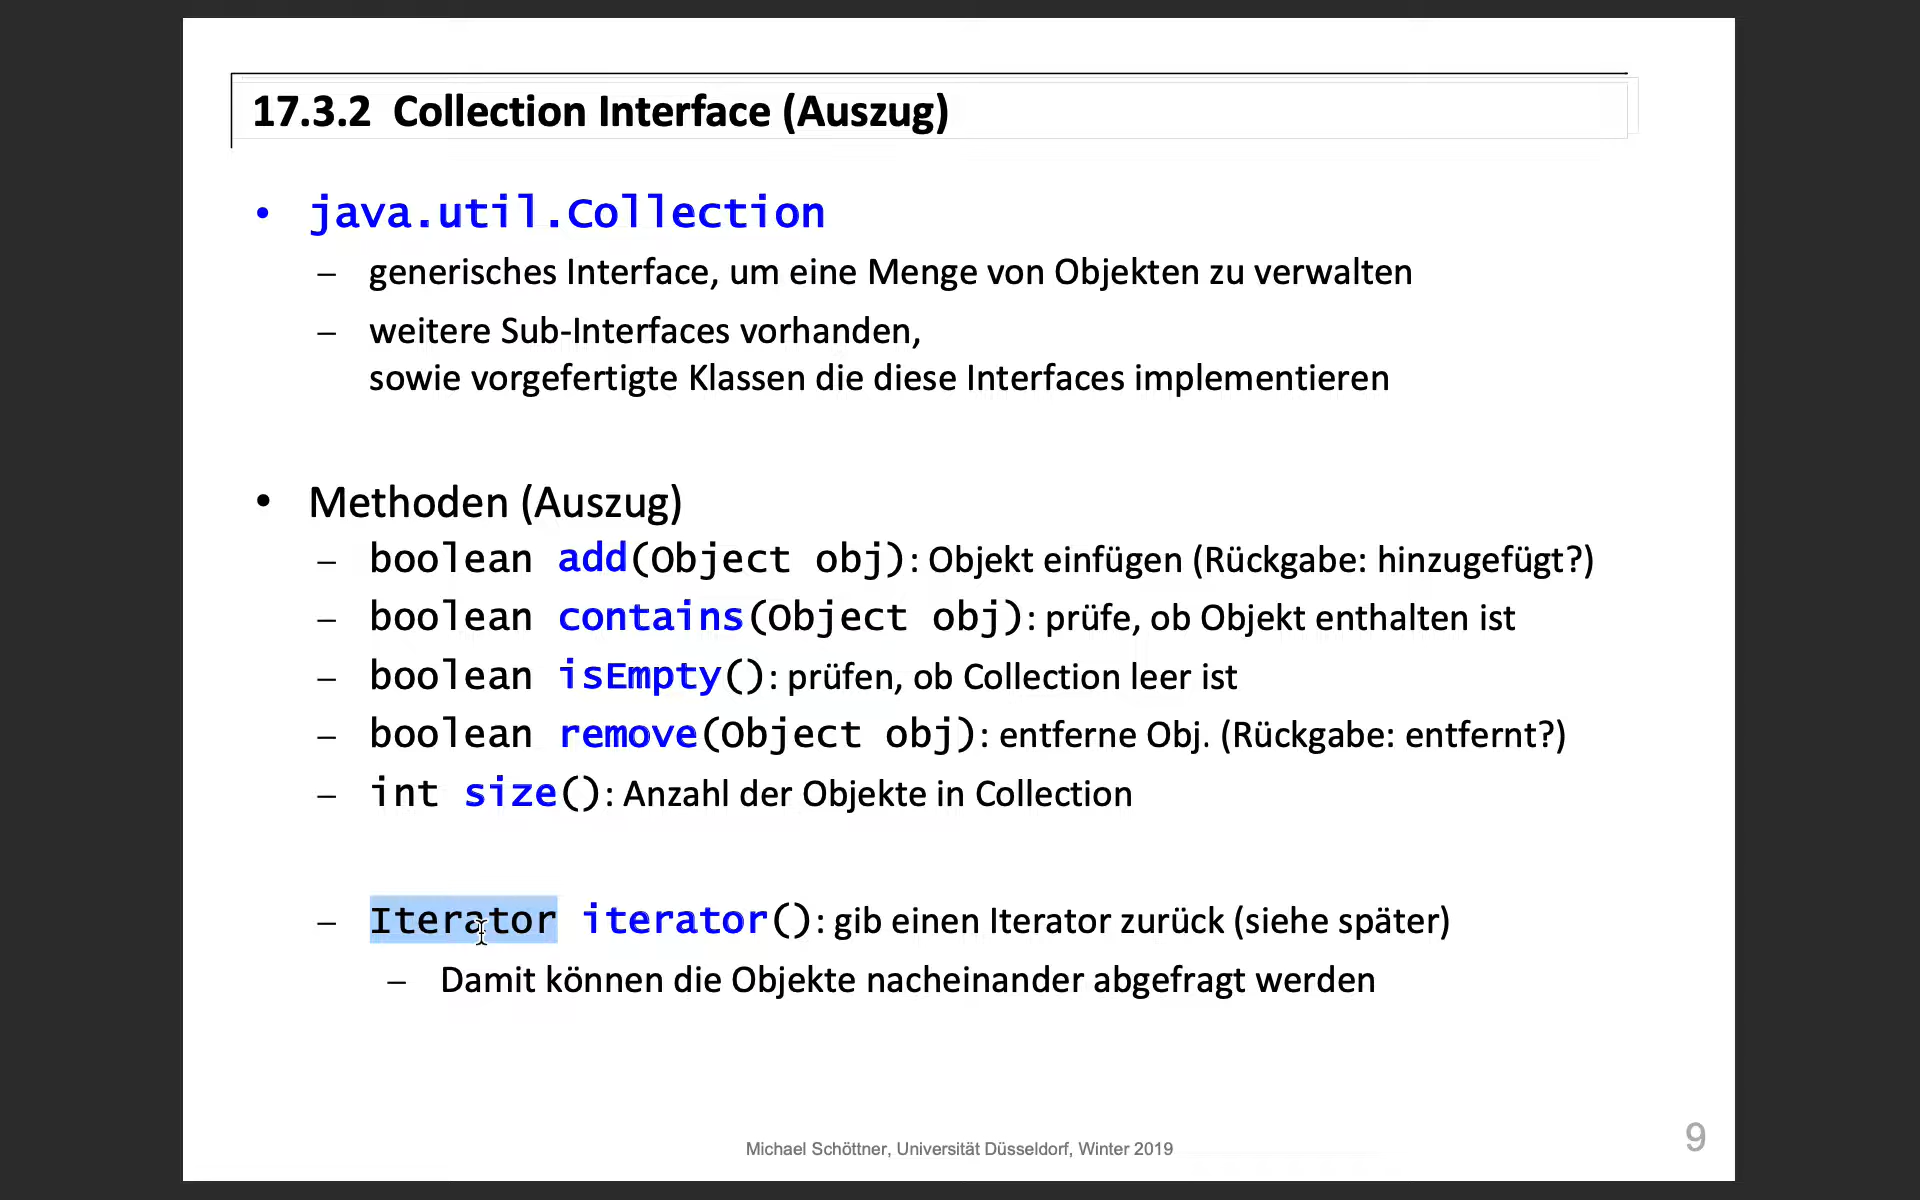 17.3.2 Collection Interface (Auszug)
• java.util.Collection
– generisches Interface, um eine Menge von Objekten zu verwalten
– weitere Sub-Interfaces vorhanden,
sowie vorgefertigte Klassen die diese Interfaces implementieren
• Methoden (Auszug)
– boolean add(Object obj): Objekt einfügen (Rückgabe: hinzugefügt?)
– boolean contains(Object obj): prüfe, ob Objekt enthalten ist
– boolean isEmpty(): prüfen, ob Collection leer ist
– boolean remove(Object obj): entferne Obj. (Rückgabe: entfernt?)
– int size(): Anzahl der Objekte in Collection
– Iterator iterator(): gib einen Iterator zurück (siehe später)
– Damit können die Objekte nacheinander abgefragt werden
Michael Schöttner, Universität Düsseldorf, Winter 2019
9